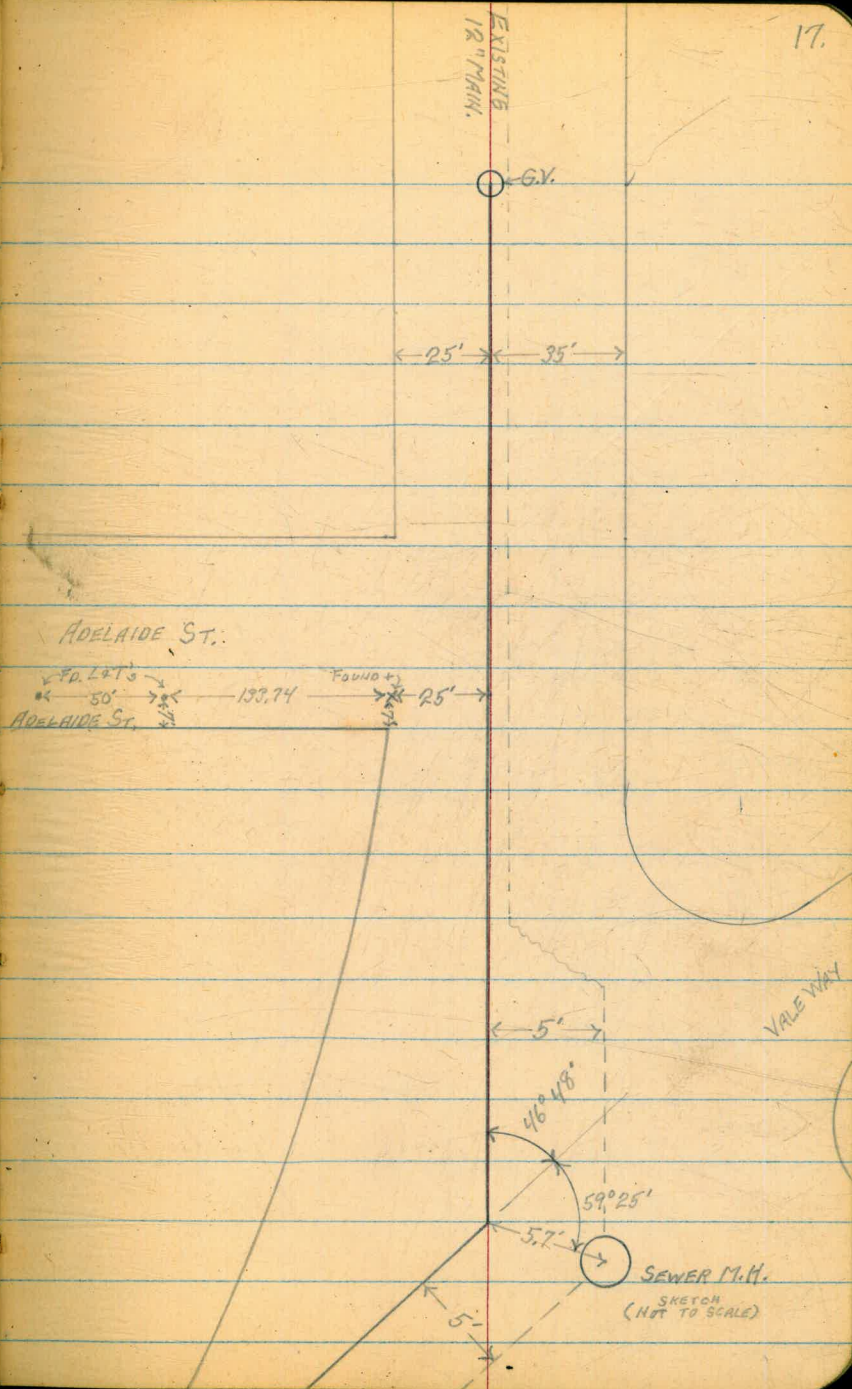 17.
EXISTING
12" MAIN.
G.V.
25' 35'
ADELAIDE ST.
FD. L&T's FOUND
50' 193.74 25'
ADELAIDE ST.
VALE WAY
5'
46° 48'
59° 25'
5.7'
SEWER M.H.
SKETCH
(NOT TO SCALE)
5'